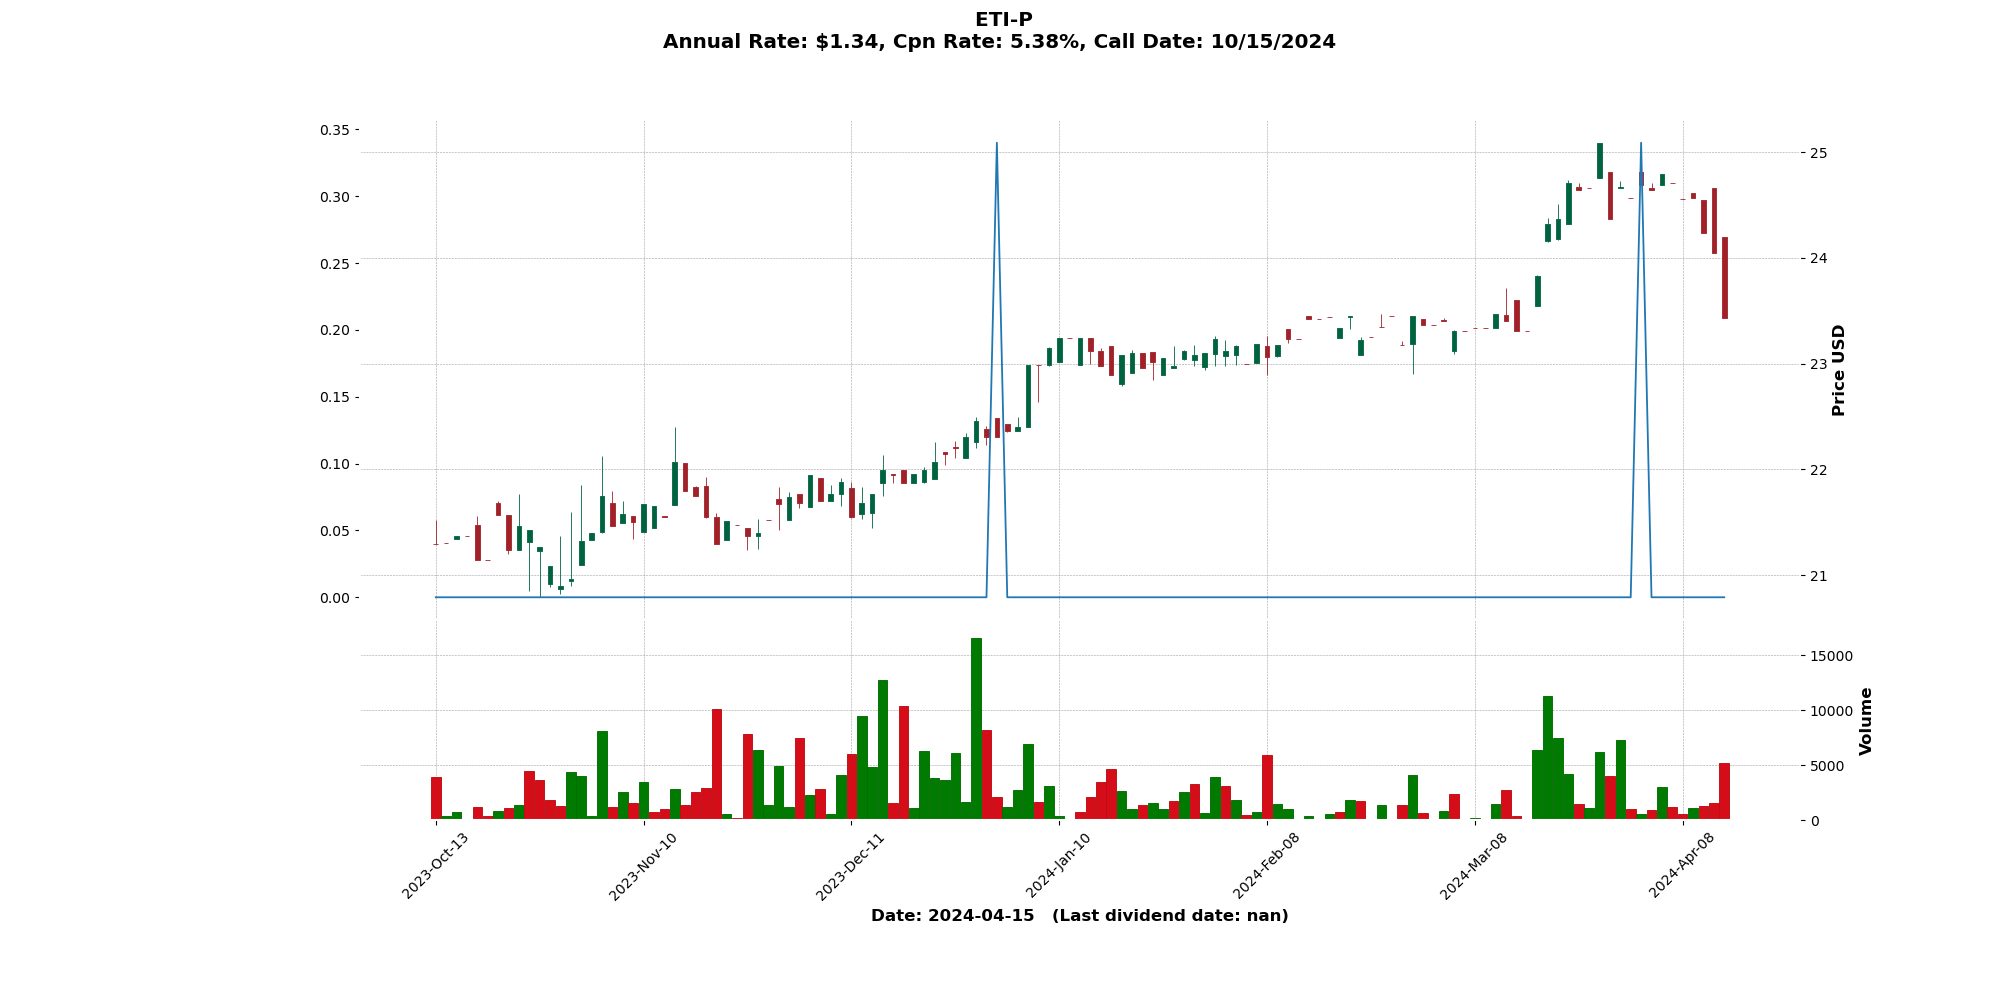 ETI-P
Annual Rate: $1.34, Cpn Rate: 5.38%, Call Date: 10/15/2024
0.35
0.30
0.25
0.20
0.15
0.10
0.05
0.00
25
24
23
22
21
Price USD
15000
10000
5000
0
Volume
2023-Oct-13
2023-Nov-10
2023-Dec-11
2024-Jan-10
2024-Feb-08
2024-Mar-08
2024-Apr-08
Date: 2024-04-15 (Last dividend date: nan)